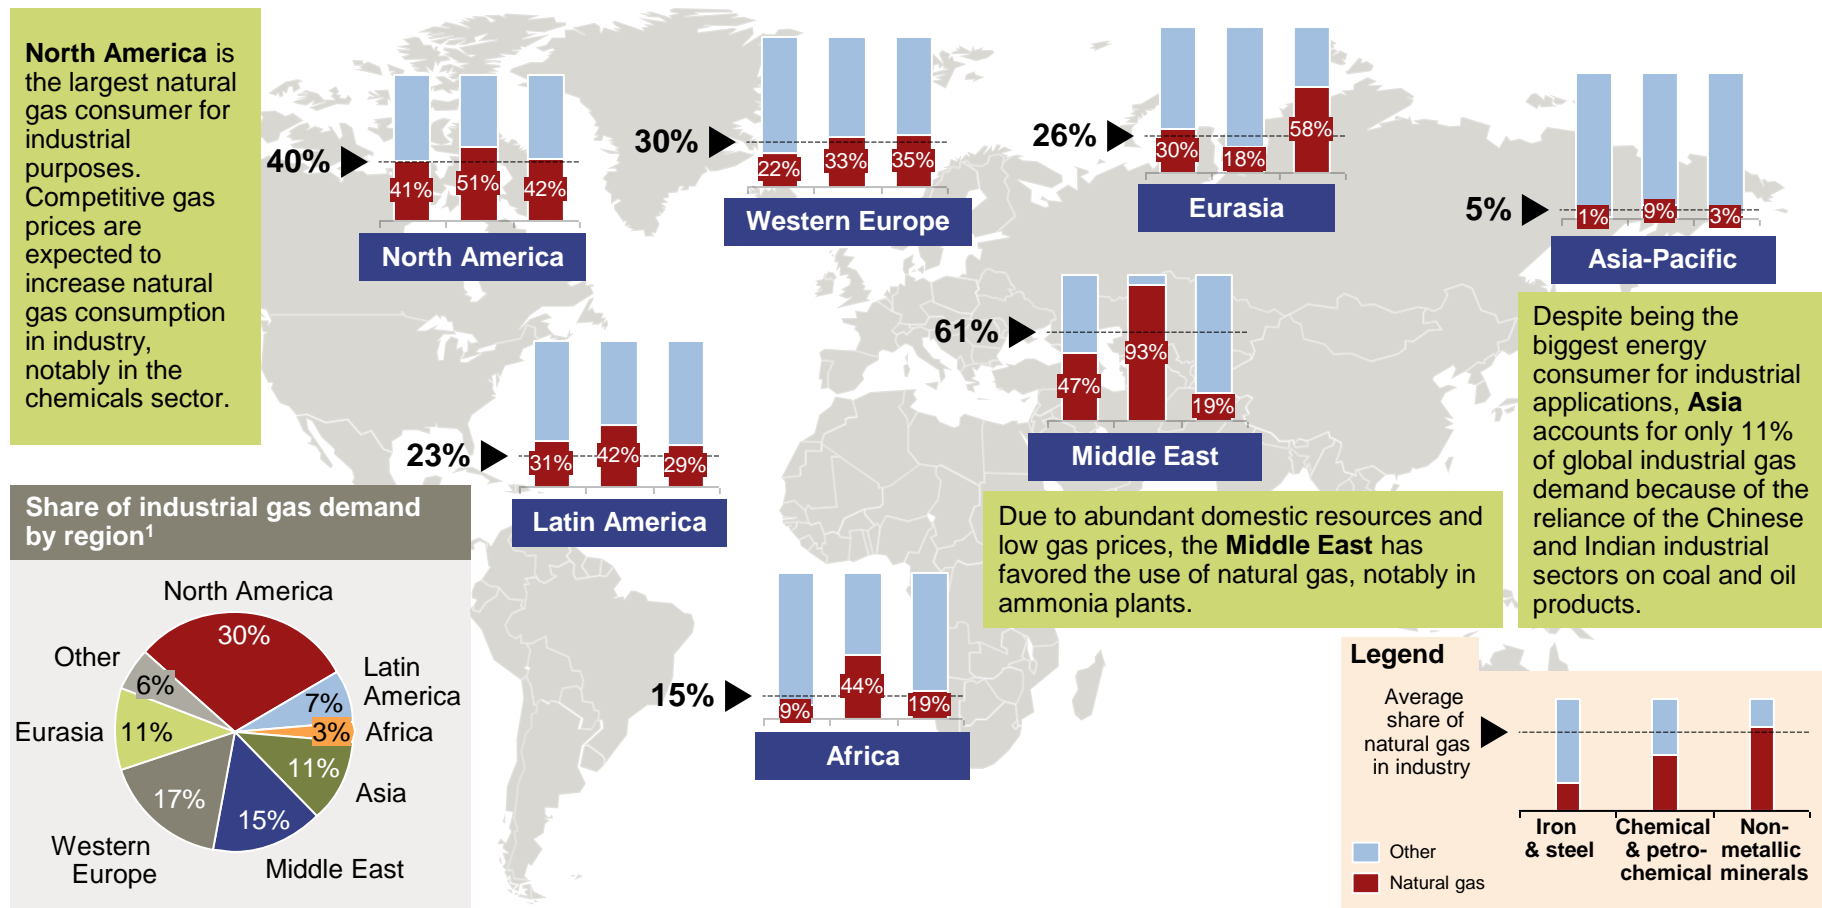 North America is
the largest natural
gas consumer for
industrial
purposes.
Competitive gas
prices are
expected to
increase natural
gas consumption
in industry,
notably in the
chemicals sector.
40%
41%
51%
42%
North America
30%
22%
33%
35%
Western Europe
26%
30%
18%
58%
Eurasia
5%
1%
9%
3%
Asia-Pacific
61%
47%
93%
19%
Middle East
Due to abundant domestic resources and
low gas prices, the Middle East has
favored the use of natural gas, notably in
ammonia plants.
Despite being the
biggest energy
consumer for industrial
applications, Asia
accounts for only 11%
of global industrial gas
demand because of the
reliance of the Chinese
and Indian industrial
sectors on coal and oil
products.
23%
31%
42%
29%
Latin America
15%
9%
44%
19%
Africa
Share of industrial gas demand
by region¹
North America
30%
Latin
America
7%
Africa
3%
Asia
11%
Middle East
15%
Western
Europe
17%
Eurasia
11%
Other
6%
Legend
Average
share of
natural gas
in industry
Iron
& steel
Chemical
& petro-
chemical
Non-
metallic
minerals
Other
Natural gas